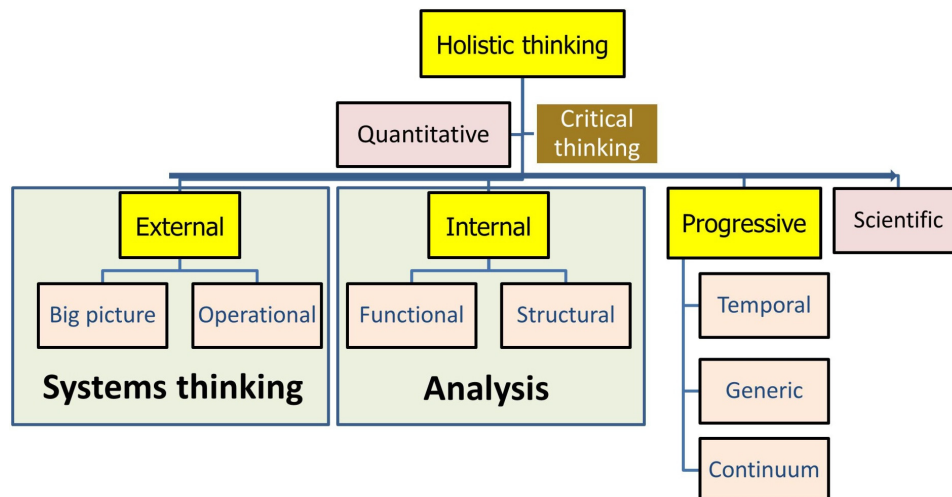 Holistic thinking
Quantitative
Critical
thinking
External
Internal
Progressive
Scientific
Big picture
Operational
Functional
Structural
Temporal
Systems thinking
Analysis
Generic
Continuum